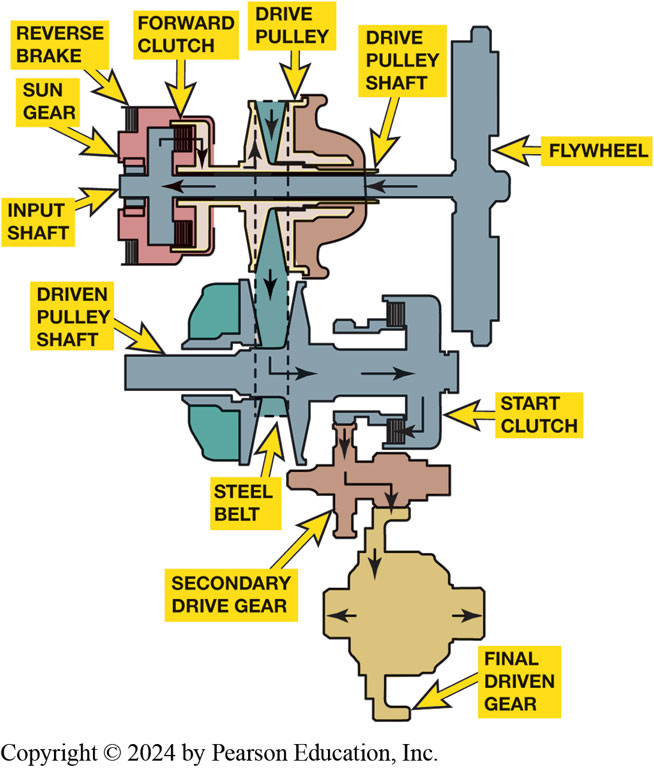 REVERSE
BRAKE
FORWARD
CLUTCH
DRIVE
PULLEY
DRIVE
PULLEY
SHAFT
SUN
GEAR
FLYWHEEL
INPUT
SHAFT
DRIVEN
PULLEY
SHAFT
START
CLUTCH
STEEL
BELT
SECONDARY
DRIVE GEAR
FINAL
DRIVEN
GEAR
Copyright © 2024 by Pearson Education, Inc.